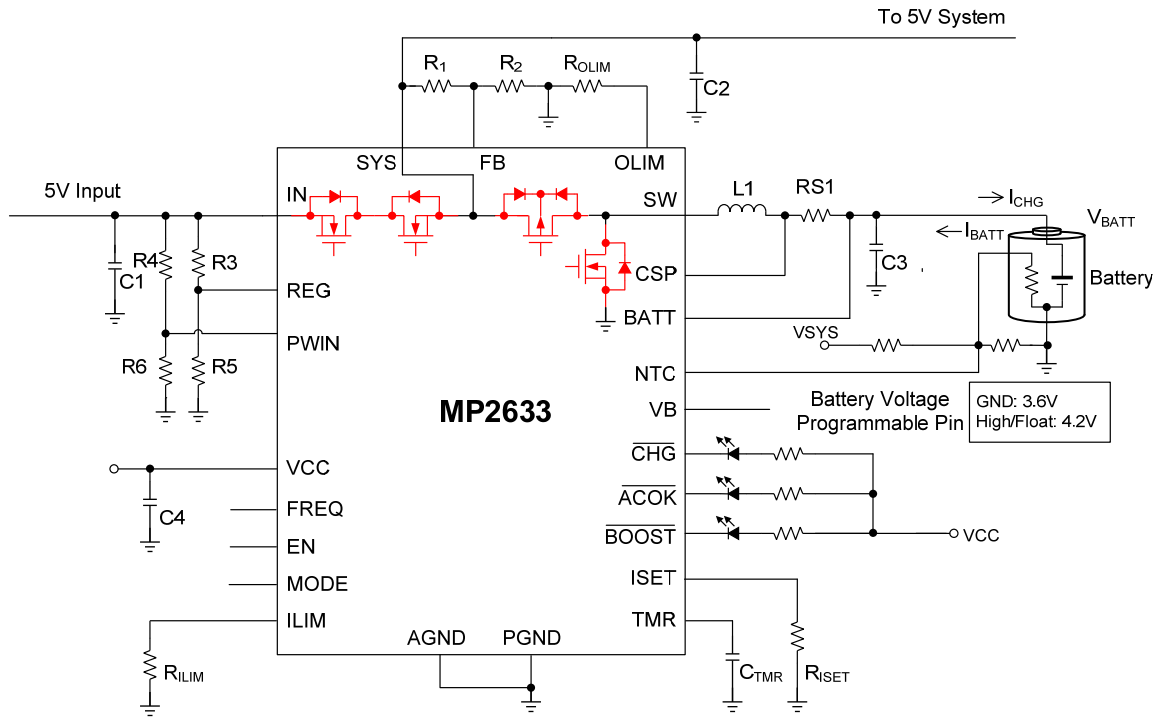 To 5V System
R1
R2
ROLIM
C2
SYS
FB
OLIM
5V Input
IN
SW
L1
RS1
ICHG
IBATT
VBATT
C1
R4
R3
C3
Battery
CSP
REG
BATT
PWIN
VSYS
R6
R5
NTC
MP2633
VB
Battery Voltage
Programmable Pin
GND: 3.6V
High/Float: 4.2V
CHG
VCC
ACOK
C4
FREQ
BOOST
VCC
EN
ISET
MODE
ILIM
TMR
AGND
PGND
RILIM
CTMR
RISET